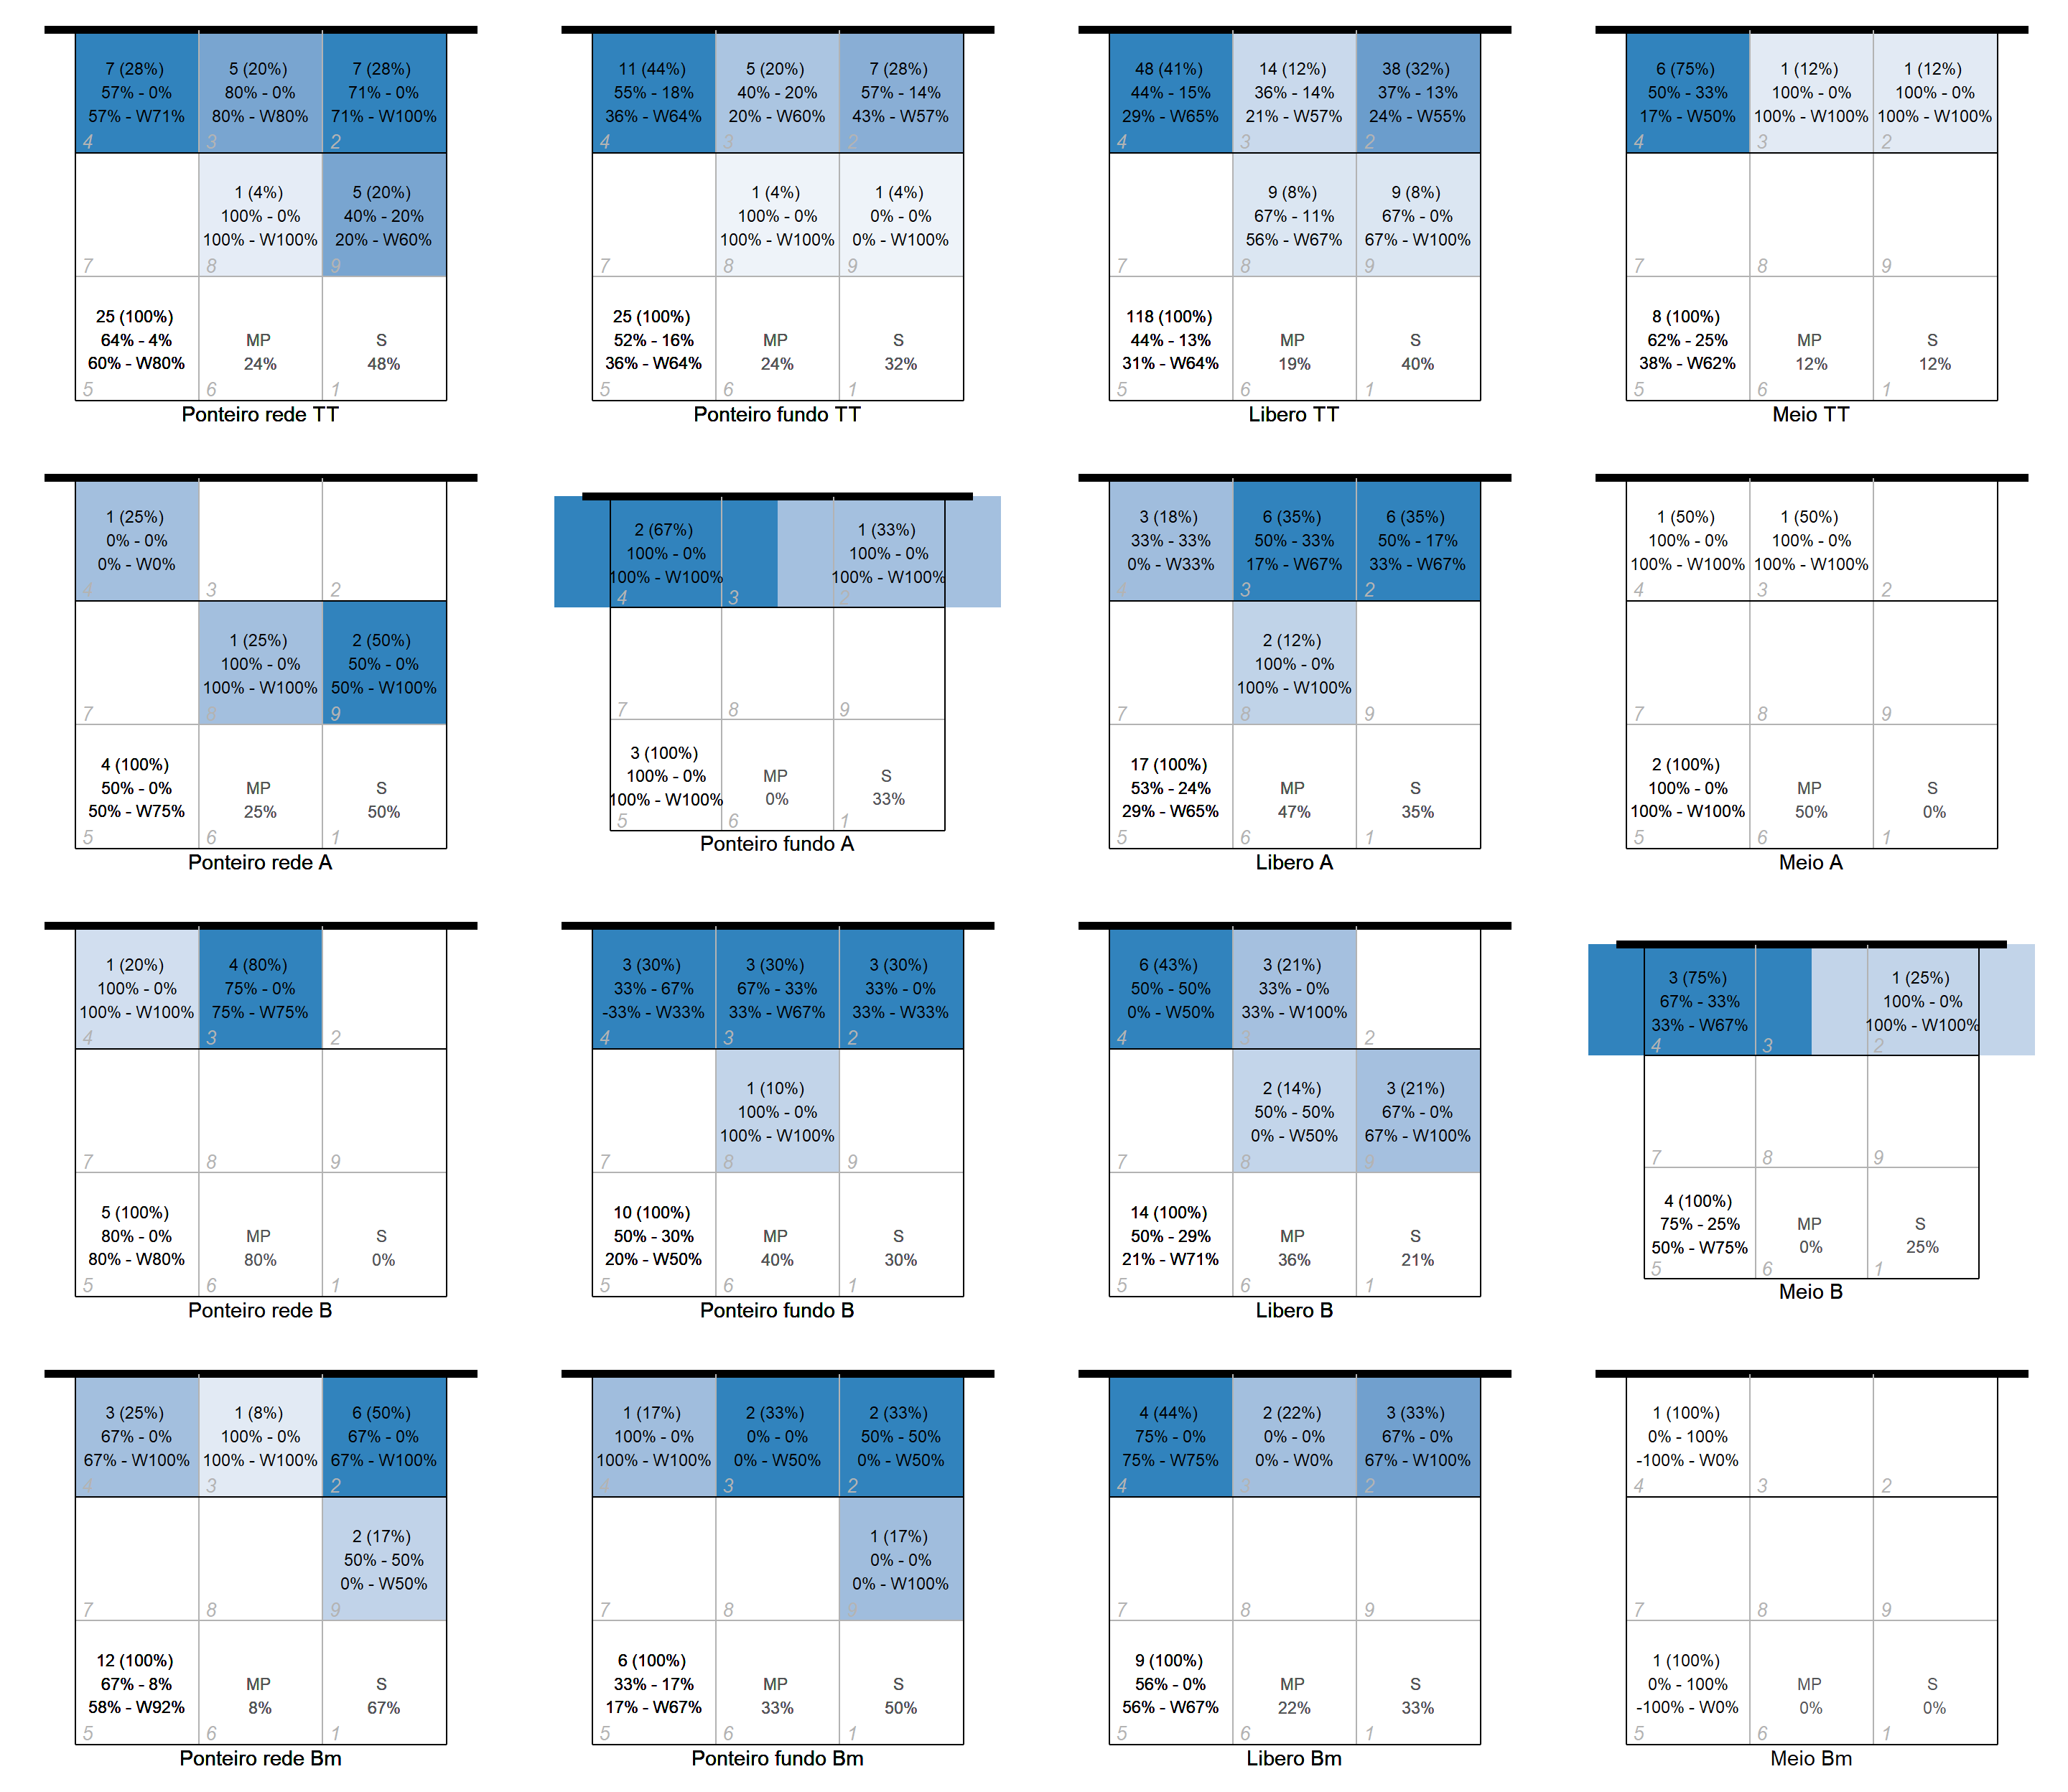 7 (28%)
57% - 0%
57% - W71%
4
5 (20%)
80% - 0%
80% - W80%
3
7 (28%)
71% - 0%
71% - W100%
2
7
1 (4%)
100% - 0%
100% - W100%
8
5 (20%)
40% - 20%
20% - W60%
9
25 (100%)
64% - 4%
60% - W80%
5
MP
24%
6
S
48%
1
Ponteiro rede TT
11 (44%)
55% - 18%
36% - W64%
4
5 (20%)
40% - 20%
20% - W60%
3
7 (28%)
57% - 14%
43% - W57%
2
7
1 (4%)
100% - 0%
100% - W100%
8
1 (4%)
0% - 0%
0% - W100%
9
25 (100%)
52% - 16%
36% - W64%
5
MP
24%
6
S
32%
1
Ponteiro fundo TT
48 (41%)
44% - 15%
29% - W65%
4
14 (12%)
36% - 14%
21% - W57%
3
38 (32%)
37% - 13%
24% - W55%
2
7
9 (8%)
67% - 11%
56% - W67%
8
9 (8%)
67% - 0%
67% - W100%
9
118 (100%)
44% - 13%
31% - W64%
5
MP
19%
6
S
40%
1
Libero TT
6 (75%)
50% - 33%
17% - W50%
4
1 (12%)
100% - 0%
100% - W100%
3
1 (12%)
100% - 0%
100% - W100%
2
7
8
9
8 (100%)
62% - 25%
38% - W62%
5
MP
12%
6
S
12%
1
Meio TT
1 (25%)
0% - 0%
0% - W0%
4
3
2
7
1 (25%)
100% - 0%
100% - W100%
8
2 (50%)
50% - 0%
50% - W100%
9
4 (100%)
50% - 0%
50% - W75%
5
MP
25%
6
S
50%
1
Ponteiro rede A
2 (67%)
100% - 0%
100% - W100%
4
3
1 (33%)
100% - 0%
100% - W100%
2
7
8
9
3 (100%)
100% - 0%
100% - W100%
5
MP
0%
6
S
33%
1
Ponteiro fundo A
3 (18%)
33% - 33%
0% - W33%
4
6 (35%)
50% - 33%
17% - W67%
3
6 (35%)
50% - 17%
33% - W67%
2
7
2 (12%)
100% - 0%
100% - W100%
8
9
17 (100%)
53% - 24%
29% - W65%
5
MP
47%
6
S
35%
1
Libero A
1 (50%)
100% - 0%
100% - W100%
4
1 (50%)
100% - 0%
100% - W100%
3
2
7
8
9
2 (100%)
100% - 0%
100% - W100%
5
MP
50%
6
S
0%
1
Meio A
1 (20%)
100% - 0%
100% - W100%
4
4 (80%)
75% - 0%
75% - W75%
3
2
7
8
9
5 (100%)
80% - 0%
80% - W80%
5
MP
80%
6
S
0%
1
Ponteiro rede B
3 (30%)
33% - 67%
-33% - W33%
4
3 (30%)
67% - 33%
33% - W67%
3
3 (30%)
33% - 0%
33% - W33%
2
7
1 (10%)
100% - 0%
100% - W100%
8
9
10 (100%)
50% - 30%
20% - W50%
5
MP
40%
6
S
30%
1
Ponteiro fundo B
6 (43%)
50% - 50%
0% - W50%
4
3 (21%)
33% - 0%
33% - W100%
3
2
7
2 (14%)
50% - 50%
0% - W50%
8
3 (21%)
67% - 0%
67% - W100%
9
14 (100%)
50% - 29%
21% - W71%
5
MP
36%
6
S
21%
1
Libero B
3 (75%)
67% - 33%
33% - W67%
4
3
1 (25%)
100% - 0%
100% - W100%
2
7
8
9
4 (100%)
75% - 25%
50% - W75%
5
MP
0%
6
S
25%
1
Meio B
3 (25%)
67% - 0%
67% - W100%
4
1 (8%)
100% - 0%
100% - W100%
3
6 (50%)
67% - 0%
67% - W100%
2
7
8
2 (17%)
50% - 50%
0% - W50%
9
12 (100%)
67% - 8%
58% - W92%
5
MP
8%
6
S
67%
1
Ponteiro rede Bm
1 (17%)
100% - 0%
100% - W100%
4
2 (33%)
0% - 0%
0% - W50%
3
2 (33%)
50% - 50%
0% - W50%
2
7
8
1 (17%)
0% - 0%
0% - W100%
9
6 (100%)
33% - 17%
17% - W67%
5
MP
33%
6
S
50%
1
Ponteiro fundo Bm
4 (44%)
75% - 0%
75% - W75%
4
2 (22%)
0% - 0%
0% - W0%
3
3 (33%)
67% - 0%
67% - W100%
2
7
8
9
9 (100%)
56% - 0%
56% - W67%
5
MP
22%
6
S
33%
1
Libero Bm
1 (100%)
0% - 100%
-100% - W0%
4
3
2
7
8
9
1 (100%)
0% - 100%
-100% - W0%
5
MP
0%
6
S
0%
1
Meio Bm